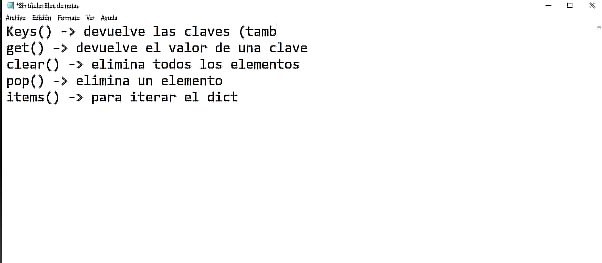 *Sin título: Bloc de notas
Archivo Edición Formato Ver Ayuda
Keys() -> devuelve las claves (tamb
get() -> devuelve el valor de una clave
clear() -> elimina todos los elementos
pop() -> elimina un elemento
items() -> para iterar el dict